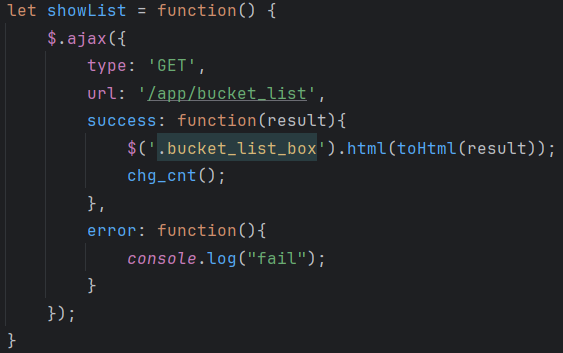 let showList = function() {
    $.ajax({
        type: 'GET',
        url: '/app/bucket_list',
        success: function(result){
            $('.bucket_list_box').html(toHtml(result));
            chg_cnt();
        },
        error: function(){
            console.log("fail");
        }
    });
}